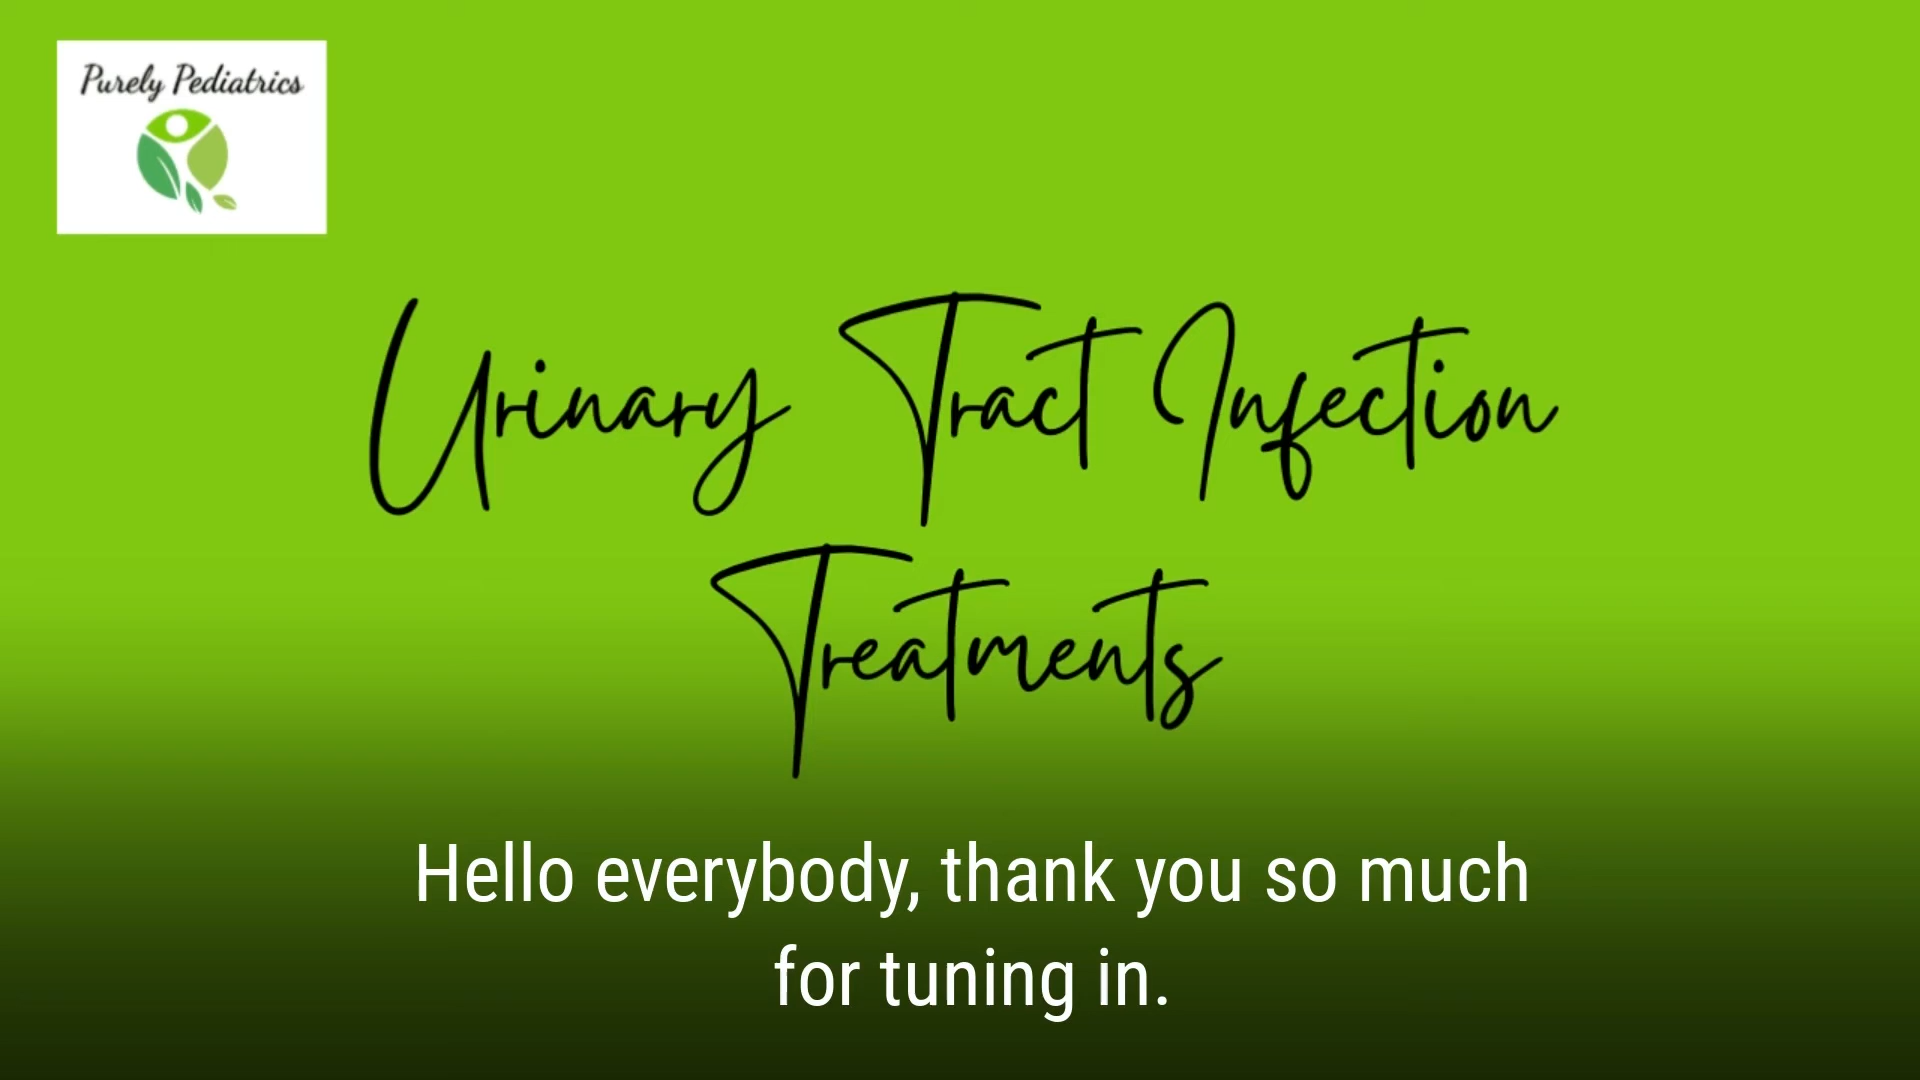 Purely Pediatrics
Urinary Tract Infection
Treatments
Hello everybody, thank you so much
for tuning in.